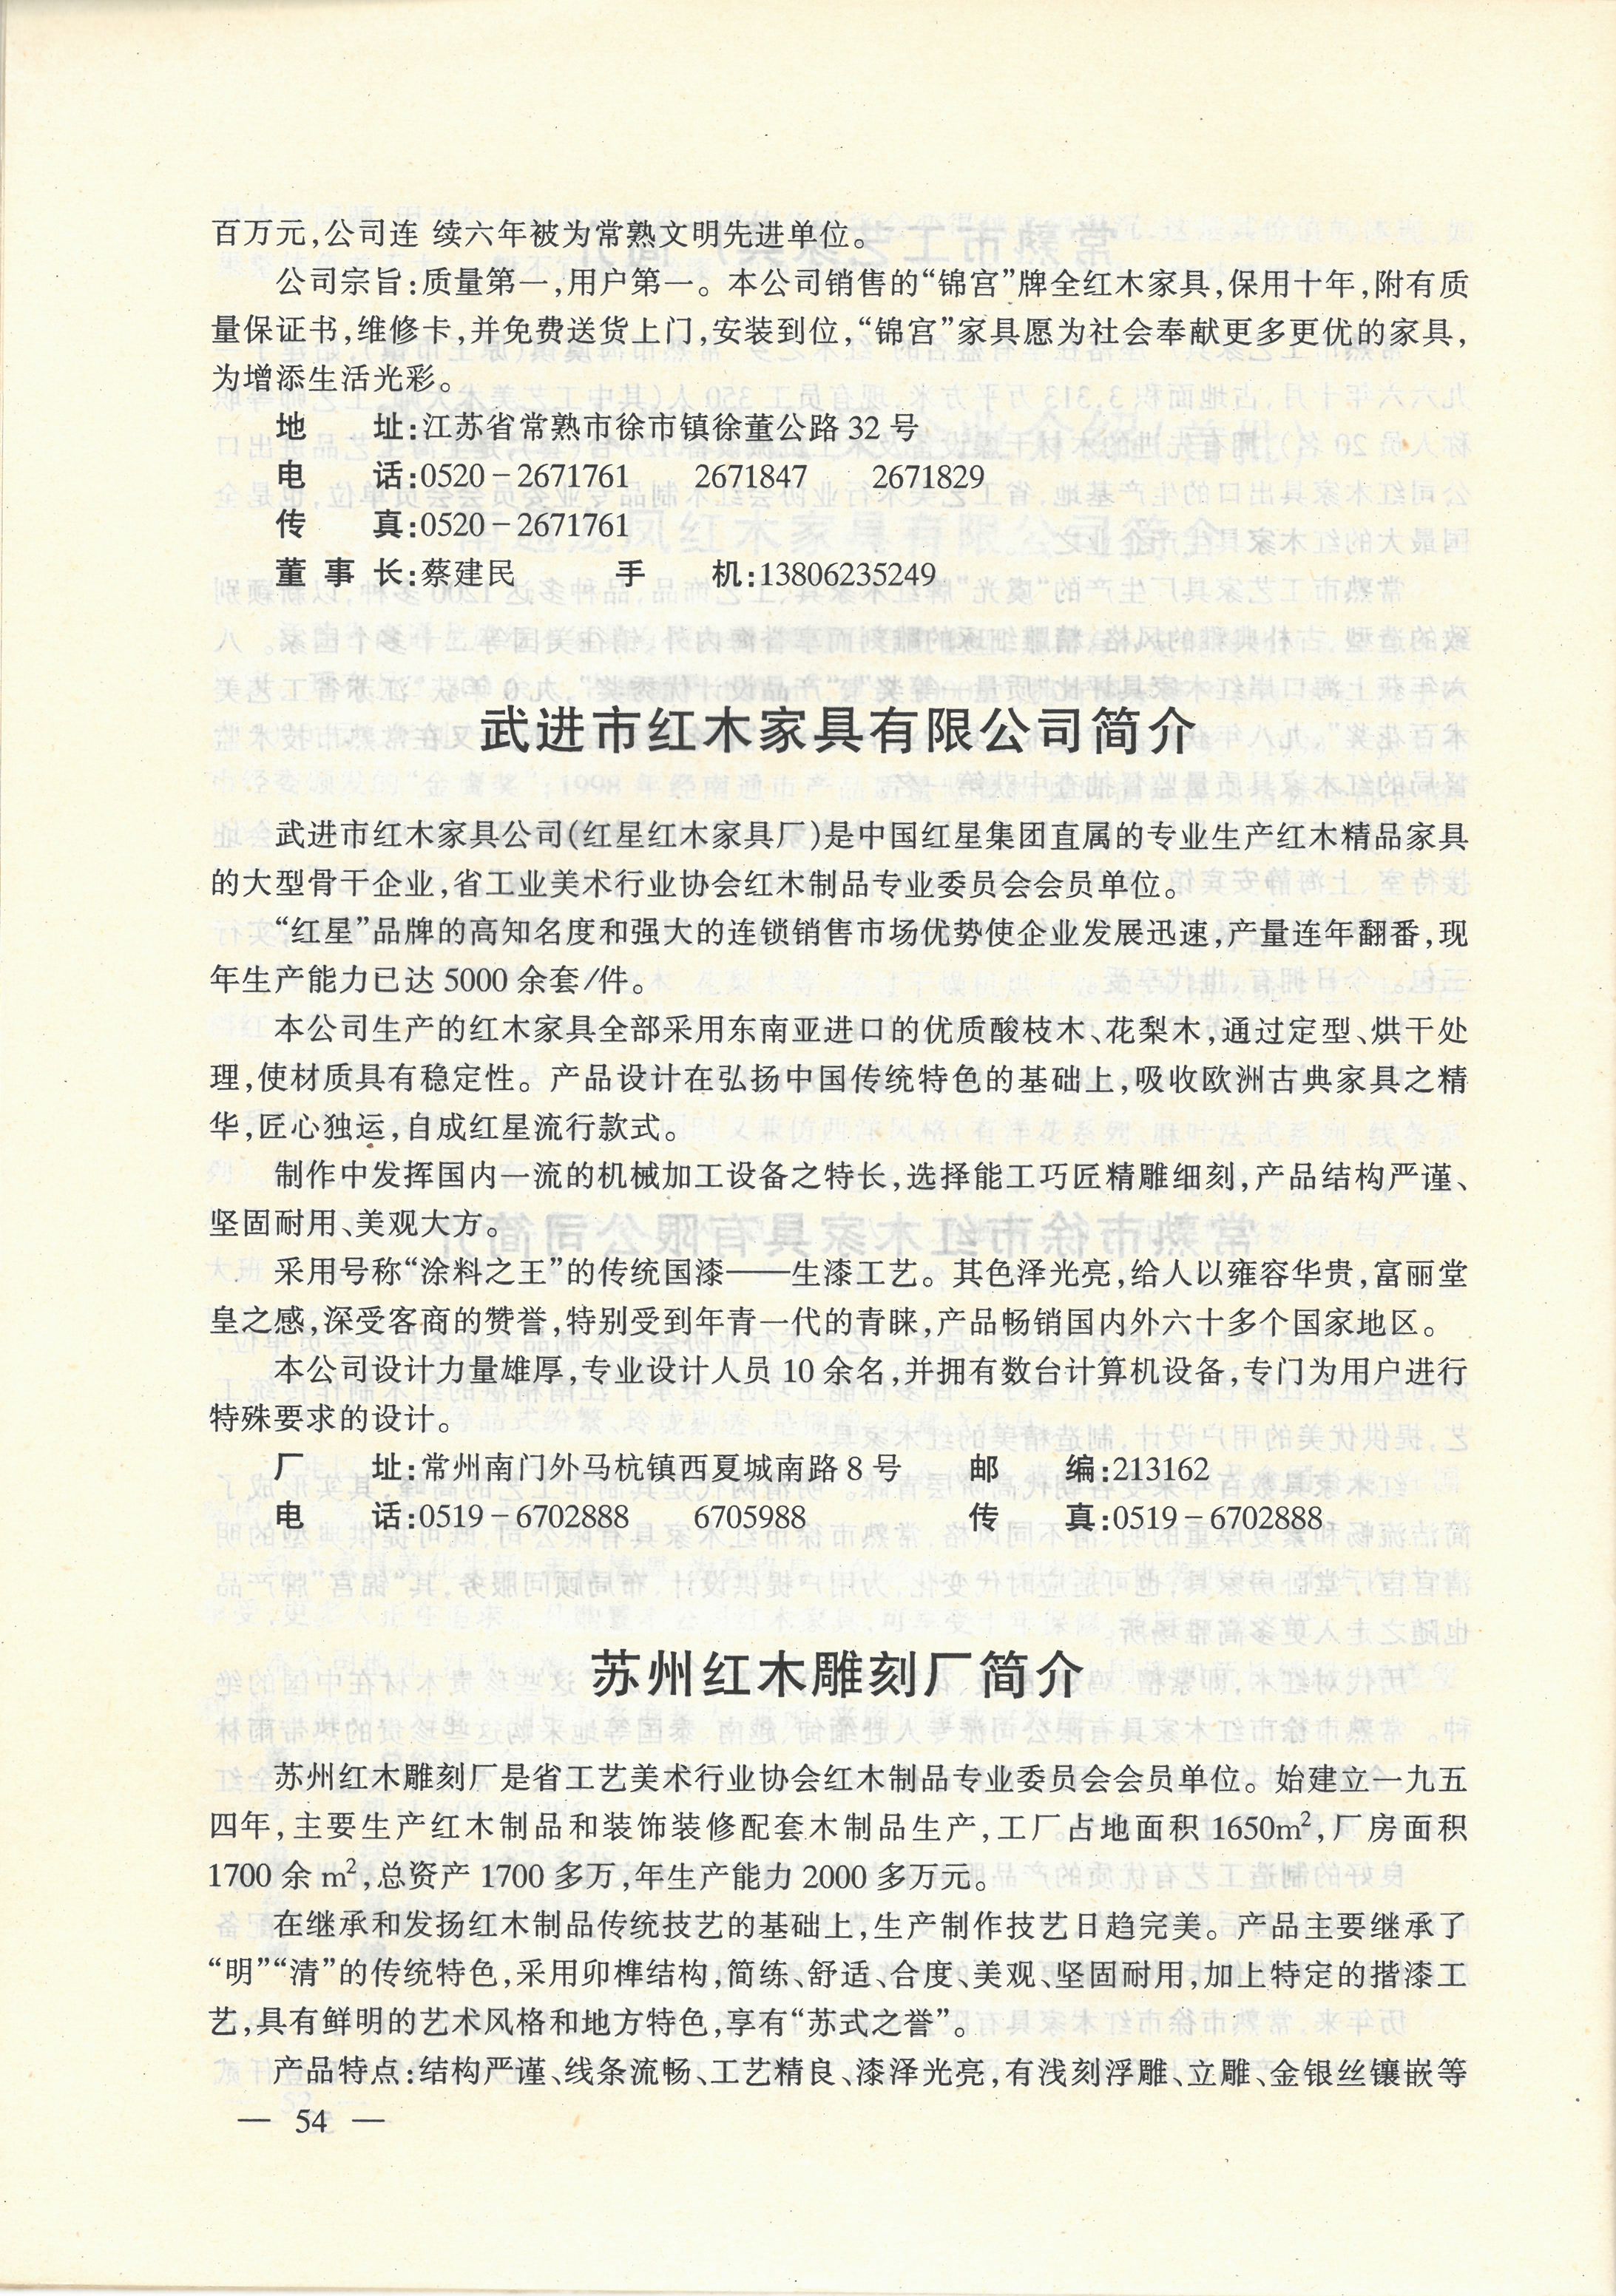 百万元,公司连 续六年被为常熟文明先进单位。
公司宗旨:质量第一,用户第一。本公司销售的“锦宫”牌全红木家具,保用十年,附有质
量保证书,维修卡,并免费送货上门,安装到位,“锦宫”家具愿为社会奉献更多更优的家具,
为增添生活光彩。
地 址:江苏省常熟市徐市镇徐董公路 32 号
电 话:0520-2671761 2671847 2671829
传 真:0520-2671761
董 事 长:蔡建民 手 机:13806235249
武进市红木家具有限公司简介
武进市红木家具公司(红星红木家具厂)是中国红星集团直属的专业生产红木精品家具
的大型骨干企业,省工业美术行业协会红木制品专业委员会会员单位。
“红星”品牌的高知名度和强大的连锁销售市场优势使企业发展迅速,产量连年翻番,现
年生产能力已达 5000 余套/件。
本公司生产的红木家具全部采用东南亚进口的优质酸枝木、花梨木,通过定型、烘干处
理,使材质具有稳定性。产品设计在弘扬中国传统特色的基础上,吸收欧洲古典家具之精
华,匠心独运,自成红星流行款式。
制作中发挥国内一流的机械加工设备之特长,选择能工巧匠精雕细刻,产品结构严谨、
坚固耐用、美观大方。
采用号称“涂料之王”的传统国漆——生漆工艺。其色泽光亮,给人以雍容华贵,富丽堂
皇之感,深受客商的赞誉,特别受到年青一代的青睐,产品畅销国内外六十多个国家地区。
本公司设计力量雄厚,专业设计人员 10 余名,并拥有数台计算机设备,专门为用户进行
特殊要求的设计。
厂 址:常州南门外马杭镇西夏城南路 8 号 邮 编:213162
电 话:0519-6702888 6705988 传 真:0519-6702888
苏州红木雕刻厂简介
苏州红木雕刻厂是省工艺美术行业协会红木制品专业委员会会员单位。始建立一九五
四年,主要生产红木制品和装饰装修配套木制品生产,工厂占地面积 1650m²,厂房面积
1700 余 m²,总资产 1700 多万,年生产能力 2000 多万元。
在继承和发扬红木制品传统技艺的基础上,生产制作技艺日趋完美。产品主要继承了
“明”“清”的传统特色,采用卯榫结构,简练、舒适、合度、美观、坚固耐用,加上特定的揩漆工
艺,具有鲜明的艺术风格和地方特色,享有“苏式之誉”。
产品特点:结构严谨、线条流畅、工艺精良、漆泽光亮,有浅刻浮雕、立雕、金银丝镶嵌等
— 54 —